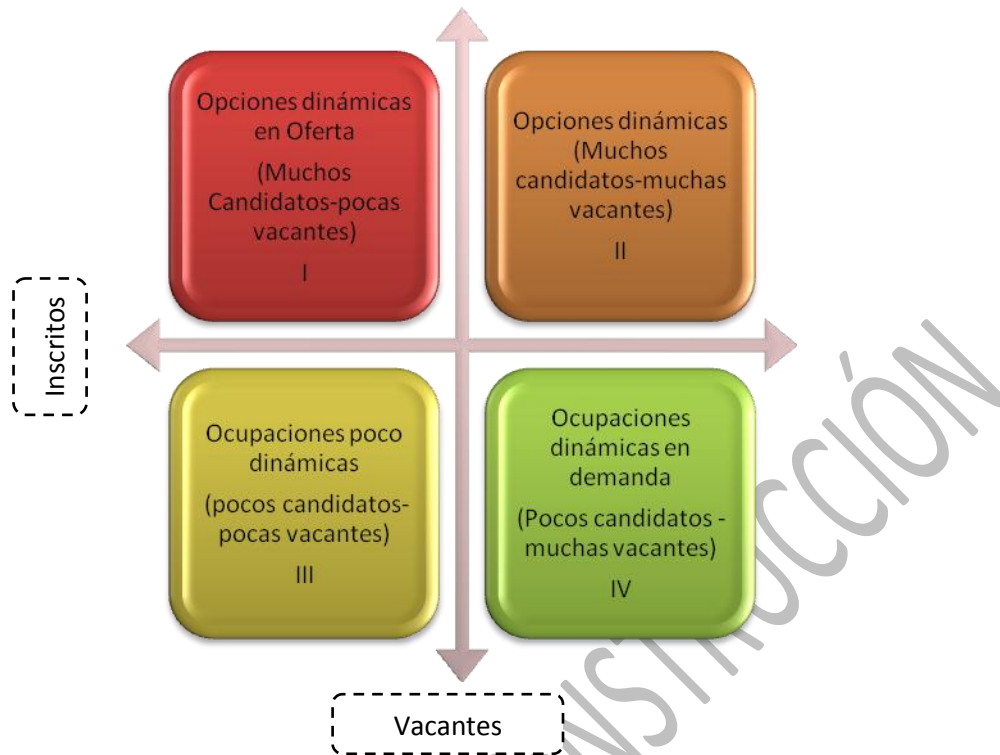 Opciones dinámicas
en Oferta
(Muchos
Candidatos-pocas
vacantes)
I
Opciones dinámicas
(Muchos
candidatos-muchas
vacantes)
II
Inscritos
Ocupaciones poco
dinámicas
(pocos candidatos-
pocas vacantes)
III
Ocupaciones
dinámicas en
demanda
(Pocos candidatos -
muchas vacantes)
IV
Vacantes
NSTRUCCIÓN